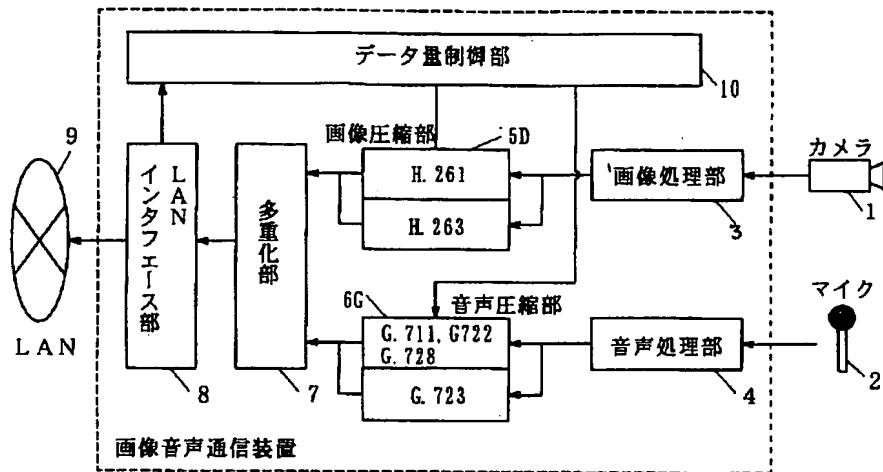 データ量制御部
10
画像圧縮部
5D
9
8
7
LAN
インタフェース部
多重化部
H.261
H.263
画像処理部
3
カメラ
1
6G
音声圧縮部
G.711,G722
G.728
G.723
音声処理部
4
マイク
2
LAN
画像音声通信装置